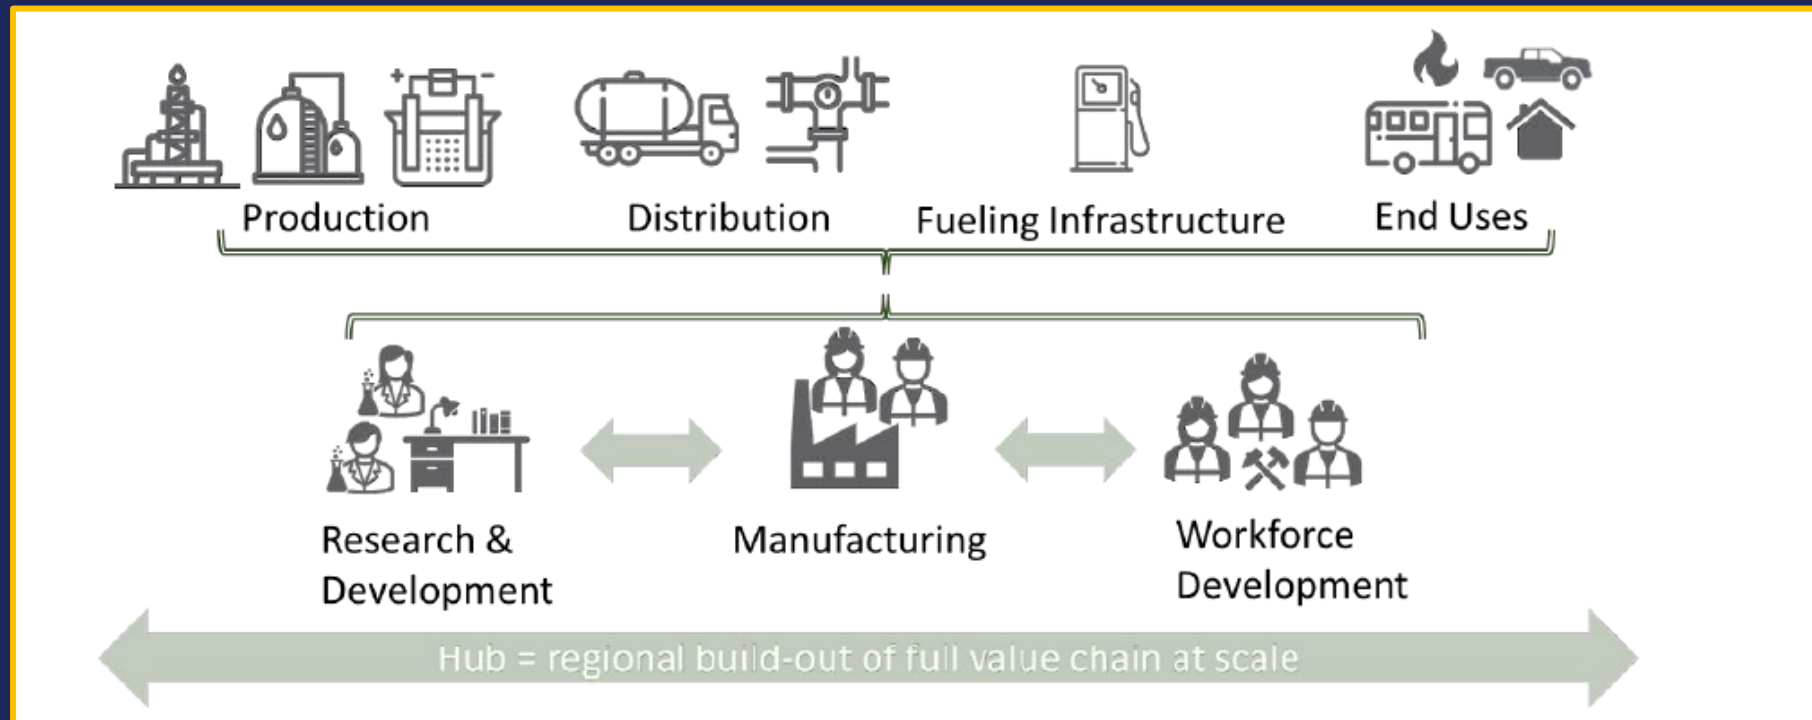 Production
Distribution
Fueling Infrastructure
End Uses
Research &
Development
Manufacturing
Workforce
Development
Hub = regional build-out of full value chain at scale